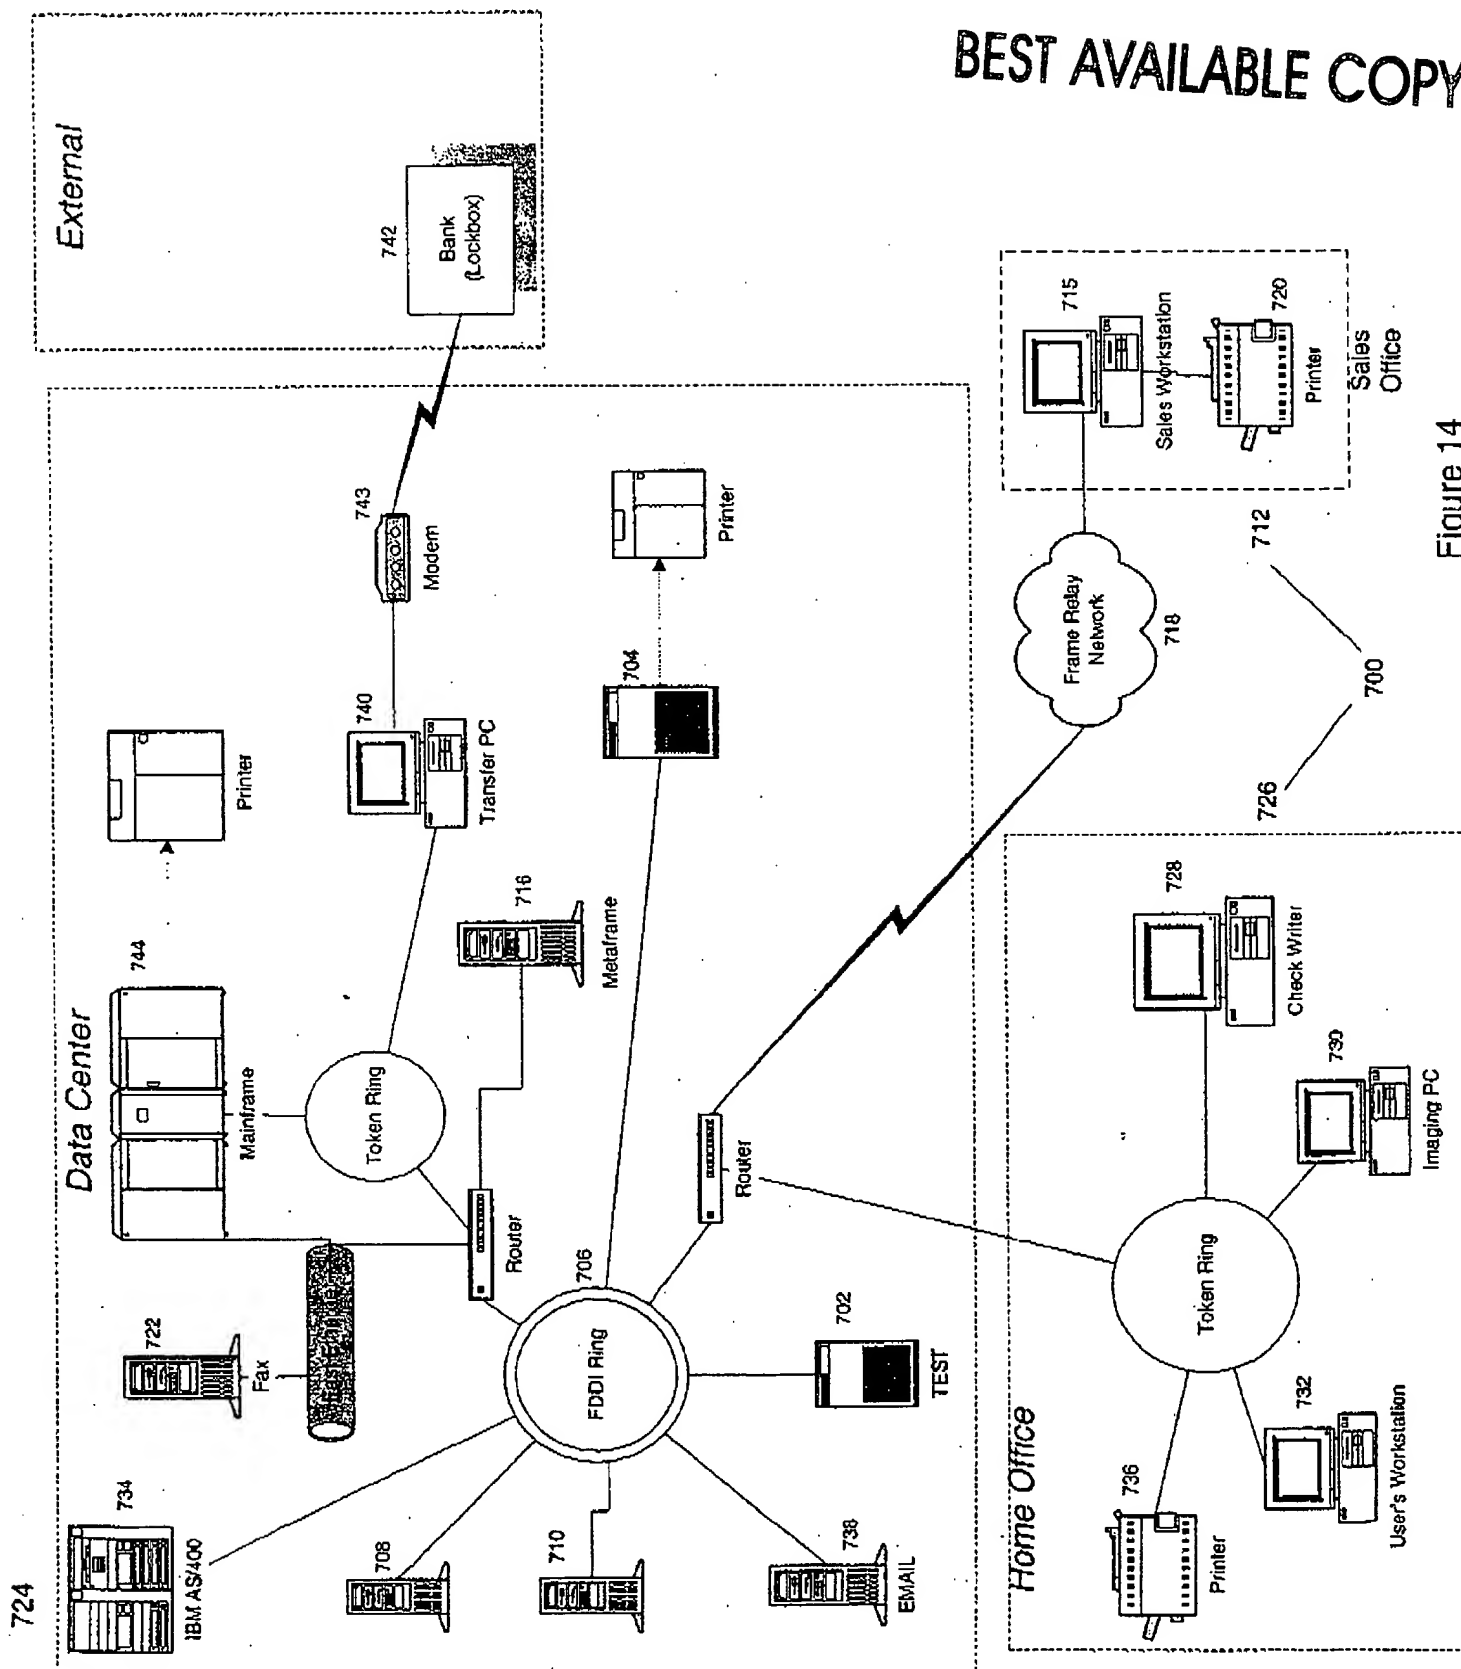 BEST AVAILABLE COPY
724
Data Center
External
734
IBM AS/400
722
Fax
744
Mainframe
Printer
742
Bank
(Lockbox)
743
Modem
740
Transfer PC
Token Ring
716
Metaframe
Router
708
706
FDDI Ring
710
738
EMAIL
702
TEST
Router
704
Printer
Frame Relay
Network
718
715
Sales Workstation
720
Printer
Sales
Office
712
700
726
Home Office
736
Printer
732
User's Workstation
Token Ring
728
Check Writer
730
Imaging PC
Figure 14